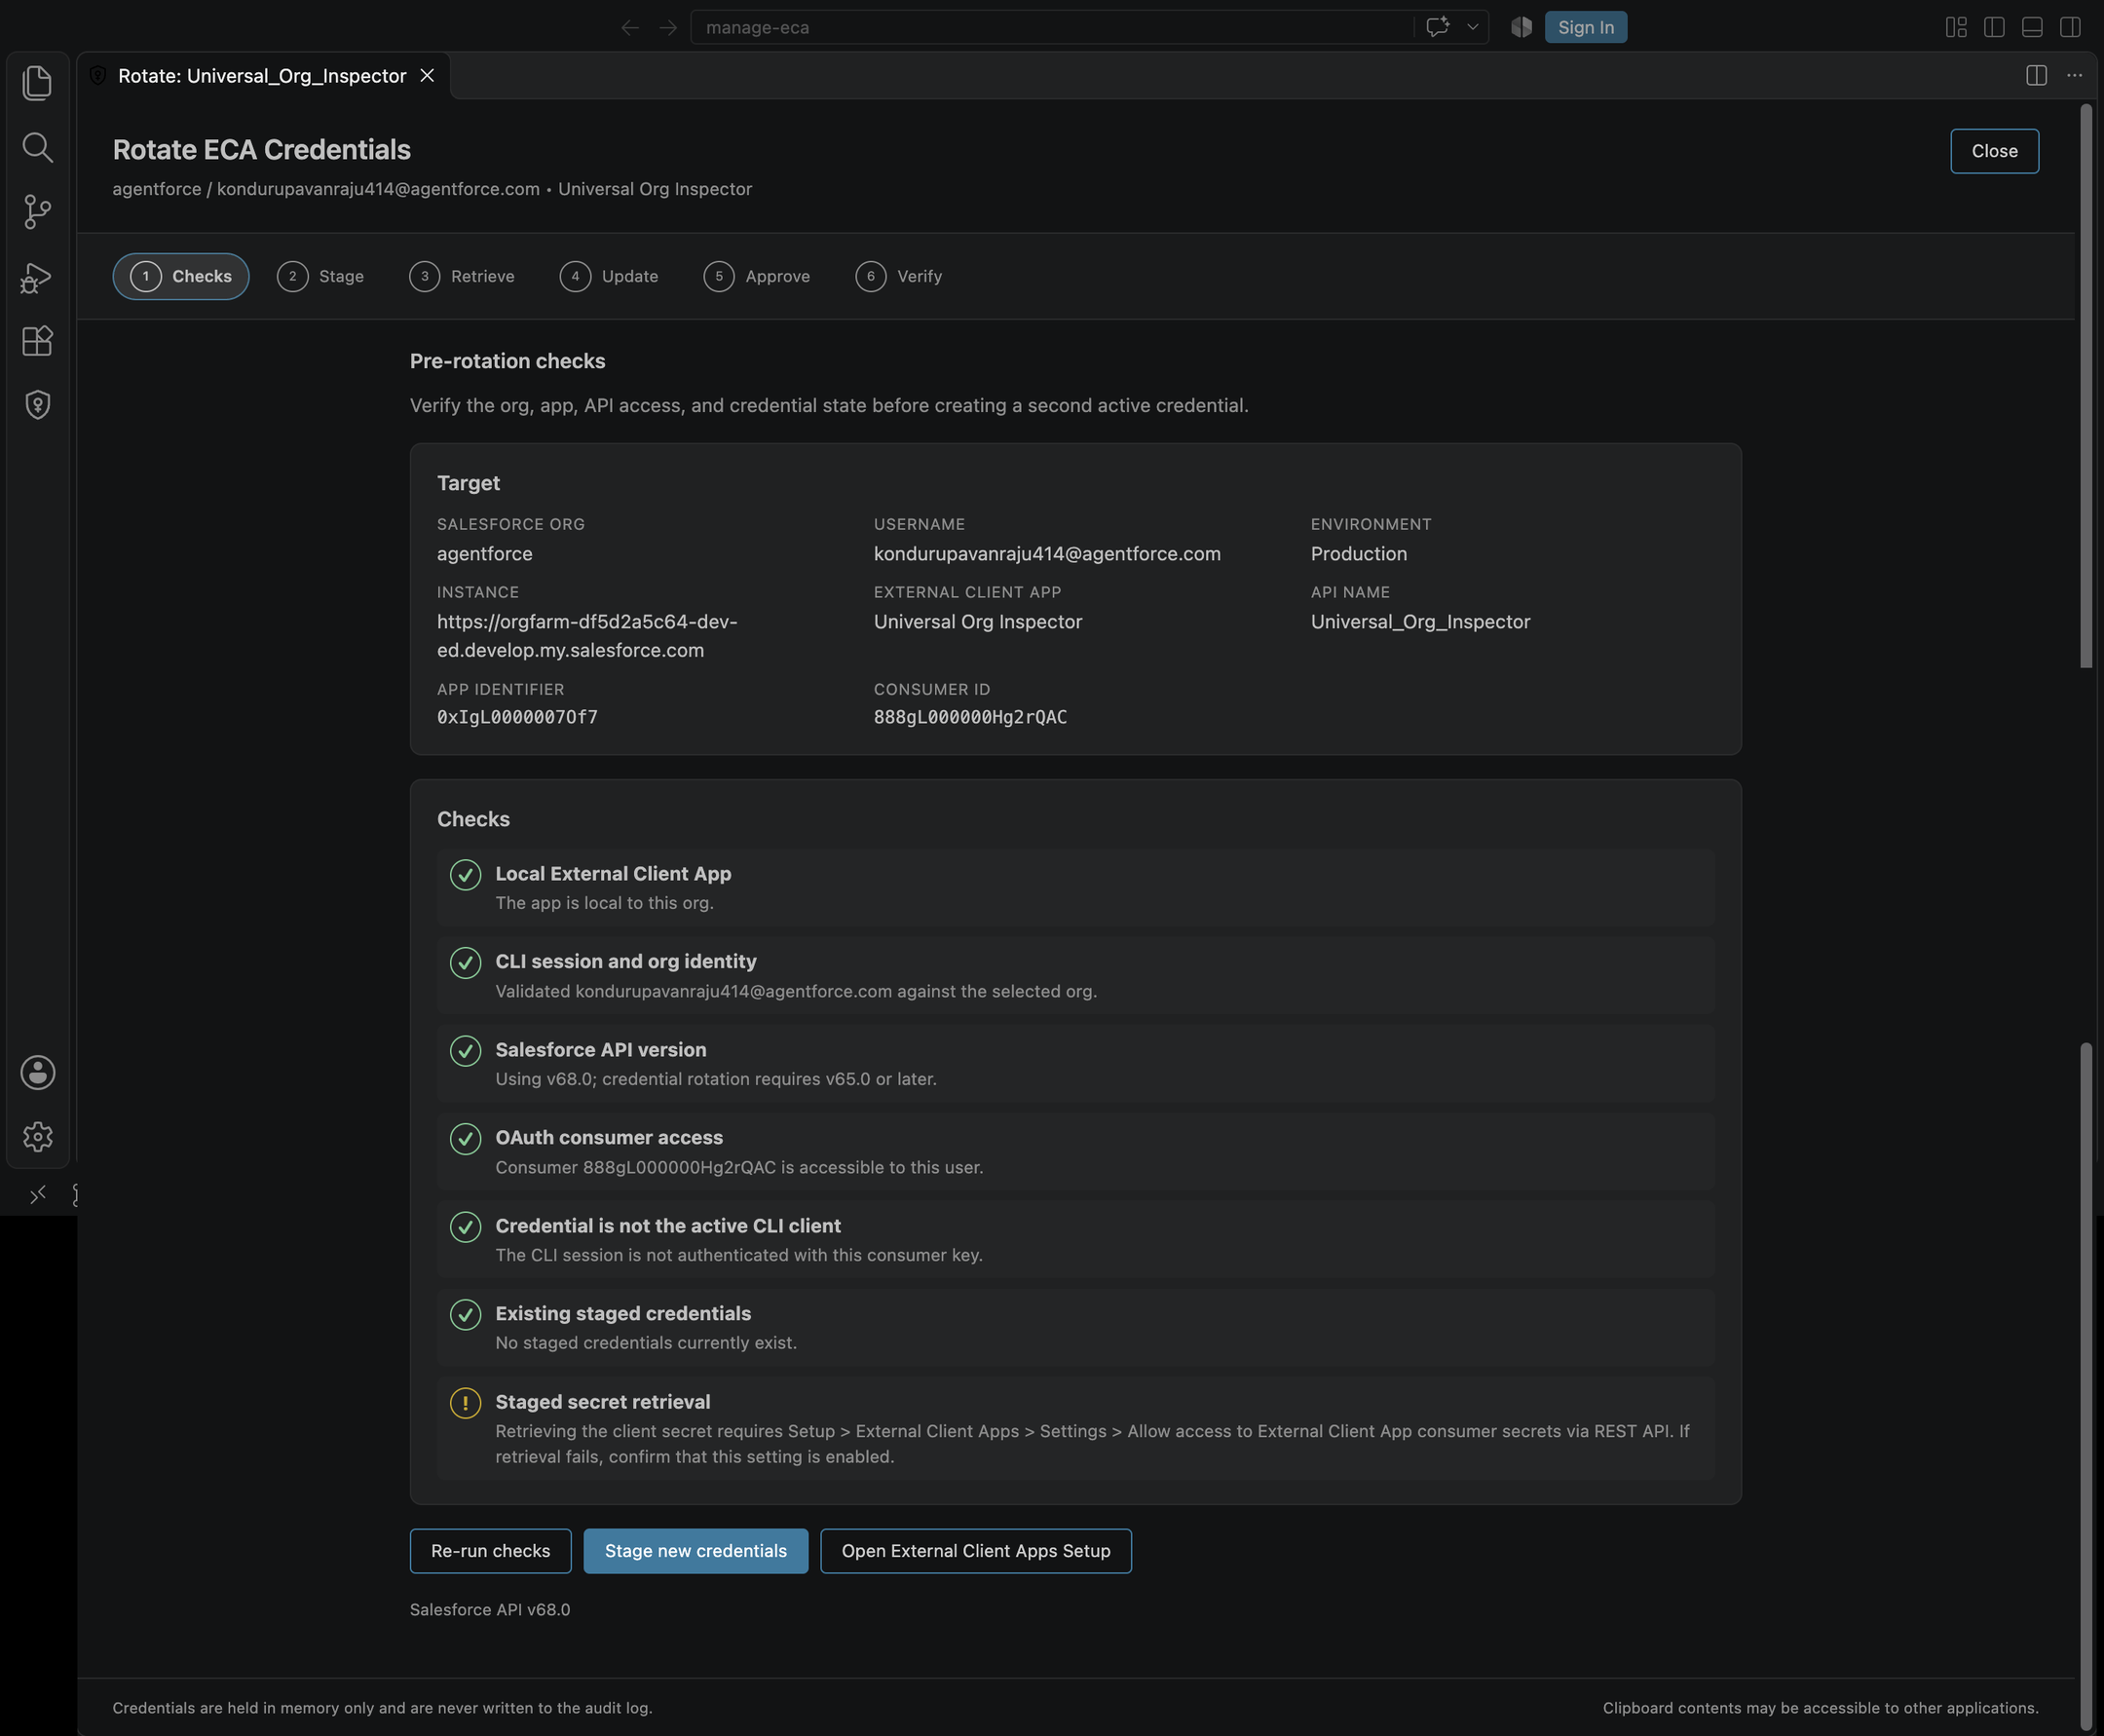 manage-eca
Sign In
Rotate: Universal_Org_Inspector
Rotate ECA Credentials
Close
agentforce / kondurupavanraju414@agentforce.com • Universal Org Inspector
1 Checks
2 Stage
3 Retrieve
4 Update
5 Approve
6 Verify
Pre-rotation checks
Verify the org, app, API access, and credential state before creating a second active credential.
Target
SALESFORCE ORG
agentforce
USERNAME
kondurupavanraju414@agentforce.com
ENVIRONMENT
Production
INSTANCE
https://orgfarm-df5d2a5c64-dev-
ed.develop.my.salesforce.com
EXTERNAL CLIENT APP
Universal Org Inspector
API NAME
Universal_Org_Inspector
APP IDENTIFIER
0xIgL0000007Of7
CONSUMER ID
888gL000000Hg2rQAC
Checks
Local External Client App
The app is local to this org.
CLI session and org identity
Validated kondurupavanraju414@agentforce.com against the selected org.
Salesforce API version
Using v68.0; credential rotation requires v65.0 or later.
OAuth consumer access
Consumer 888gL000000Hg2rQAC is accessible to this user.
Credential is not the active CLI client
The CLI session is not authenticated with this consumer key.
Existing staged credentials
No staged credentials currently exist.
Staged secret retrieval
Retrieving the client secret requires Setup > External Client Apps > Settings > Allow access to External Client App consumer secrets via REST API. If
retrieval fails, confirm that this setting is enabled.
Re-run checks
Stage new credentials
Open External Client Apps Setup
Salesforce API v68.0
Credentials are held in memory only and are never written to the audit log.
Clipboard contents may be accessible to other applications.